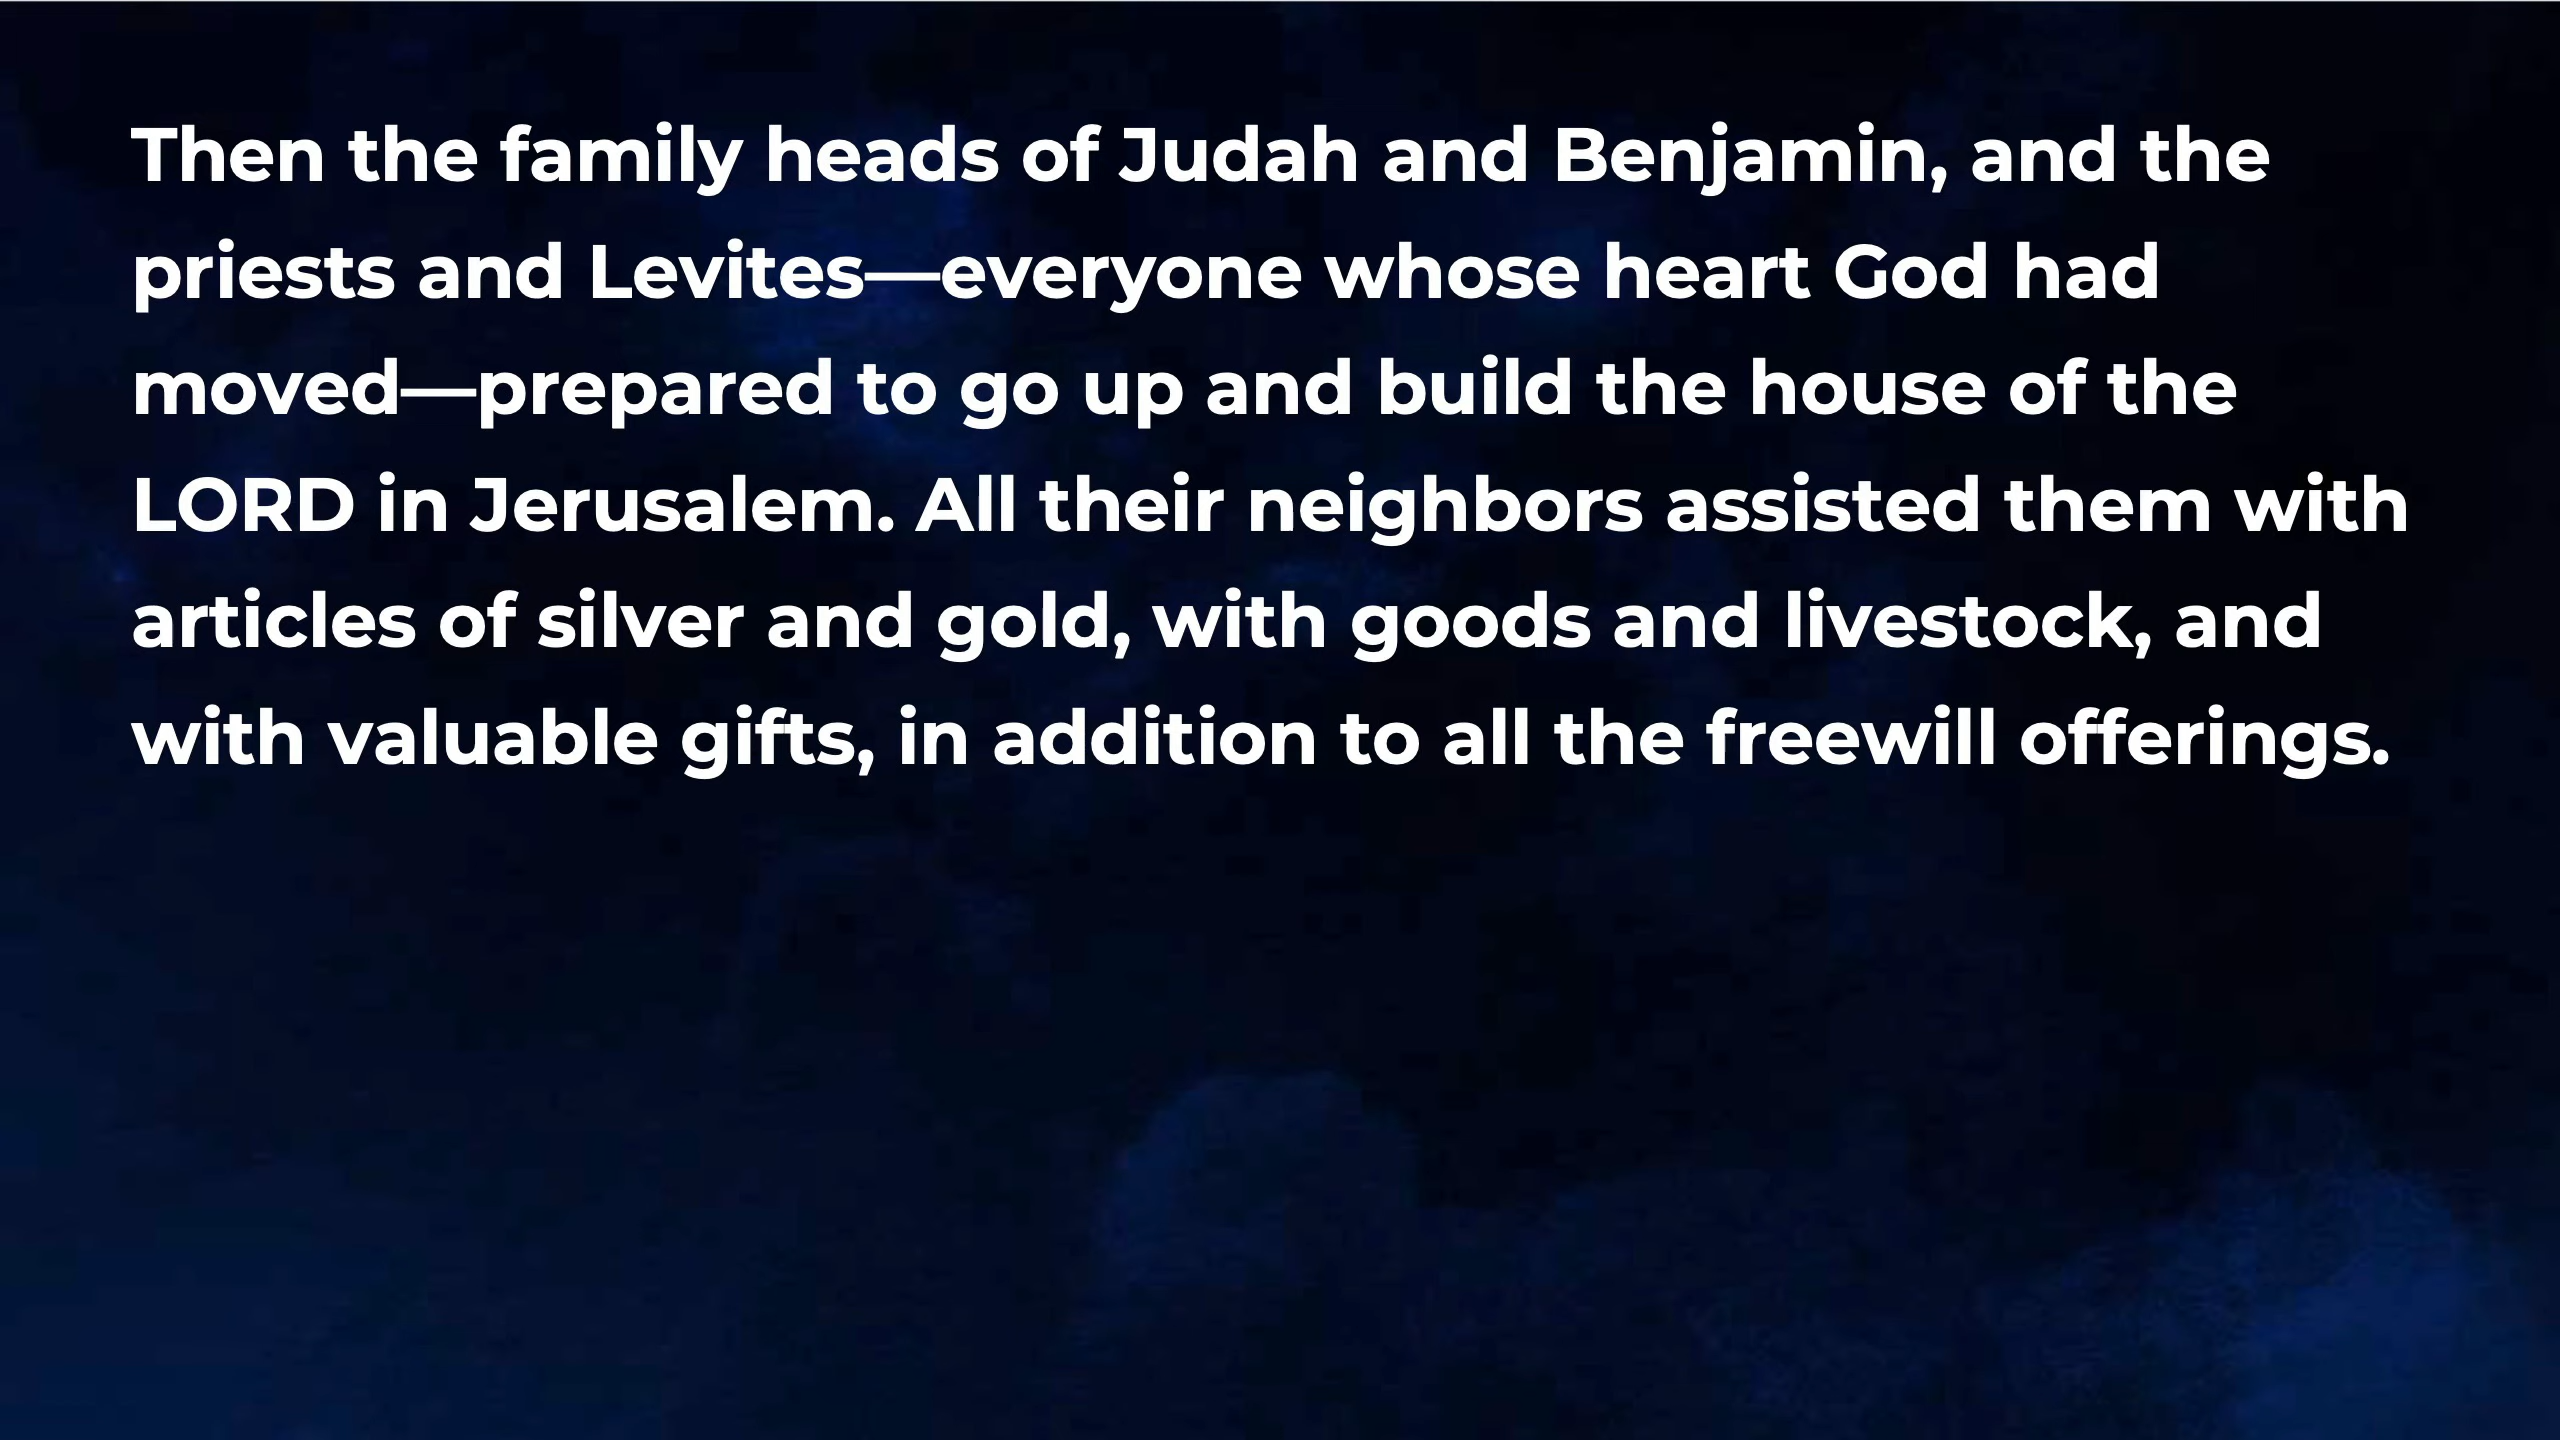 Then the family heads of Judah and Benjamin, and the
priests and Levites—everyone whose heart God had
moved—prepared to go up and build the house of the
LORD in Jerusalem. All their neighbors assisted them with
articles of silver and gold, with goods and livestock, and
with valuable gifts, in addition to all the freewill offerings.